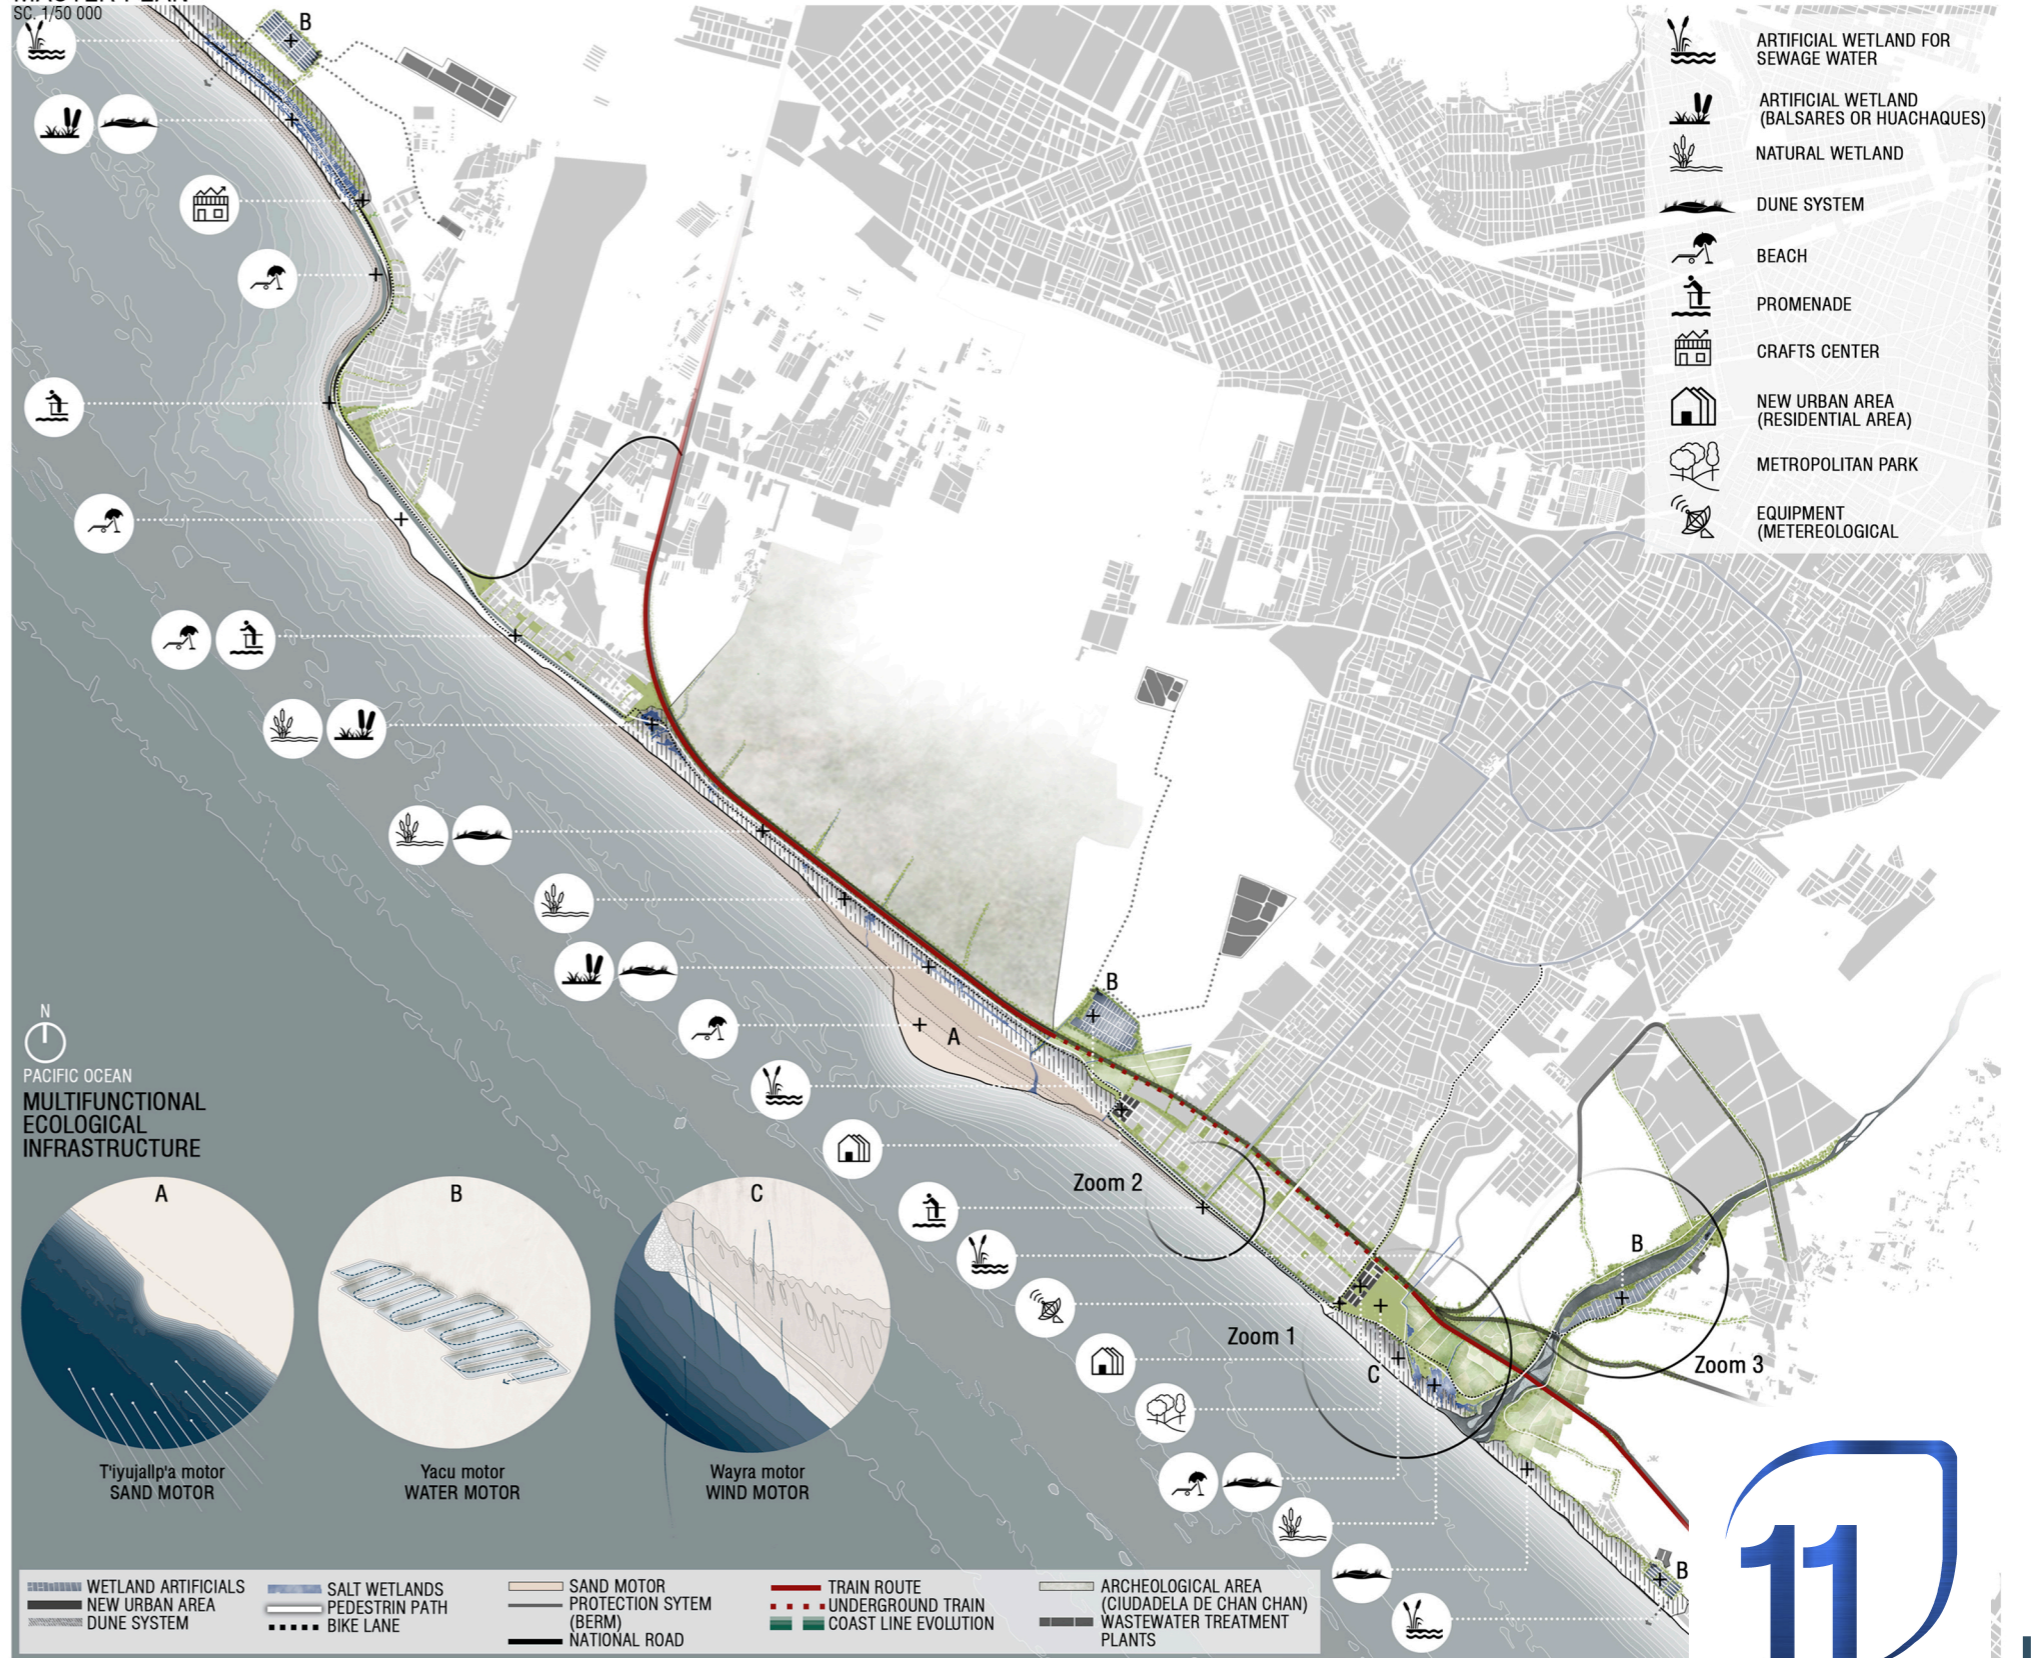 MASTER PLAN
SC. 1/50 000
B
ARTIFICIAL WETLAND FOR
SEWAGE WATER
ARTIFICIAL WETLAND
(BALSARES OR HUACHAQUES)
NATURAL WETLAND
DUNE SYSTEM
BEACH
PROMENADE
CRAFTS CENTER
NEW URBAN AREA
(RESIDENTIAL AREA)
METROPOLITAN PARK
EQUIPMENT
(METEREOLOGICAL
B
A
N
PACIFIC OCEAN
MULTIFUNCTIONAL
ECOLOGICAL
INFRASTRUCTURE
Zoom 2
B
Zoom 1
Zoom 3
C
B
A
B
C
T'iyujallp'a motor
SAND MOTOR
Yacu motor
WATER MOTOR
Wayra motor
WIND MOTOR
WETLAND ARTIFICIALS
NEW URBAN AREA
DUNE SYSTEM
SALT WETLANDS
PEDESTRIN PATH
BIKE LANE
SAND MOTOR
PROTECTION SYTEM
(BERM)
NATIONAL ROAD
TRAIN ROUTE
UNDERGROUND TRAIN
COAST LINE EVOLUTION
ARCHEOLOGICAL AREA
(CIUDADELA DE CHAN CHAN)
WASTEWATER TREATMENT
PLANTS
11